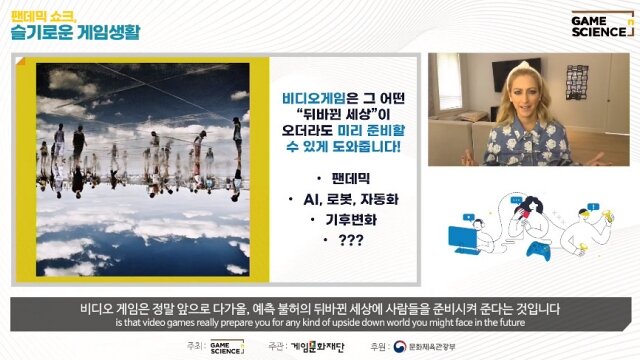 팬데믹 쇼크,
슬기로운 게임생활
GAME
SCIENCE
비디오게임은 그 어떤
“뒤바뀐 세상”이
오더라도 미리 준비할
수 있게 도와줍니다!
• 팬데믹
• AI, 로봇, 자동화
• 기후변화
• ???
비디오 게임은 정말 앞으로 다가올, 예측 불허의 뒤바뀐 세상에 사람들을 준비시켜 준다는 것입니다
is that video games really prepare you for any kind of upside down world you might face in the future
주최 : GAME SCIENCE 주관 : 게임문화재단 후원 : 문화체육관광부